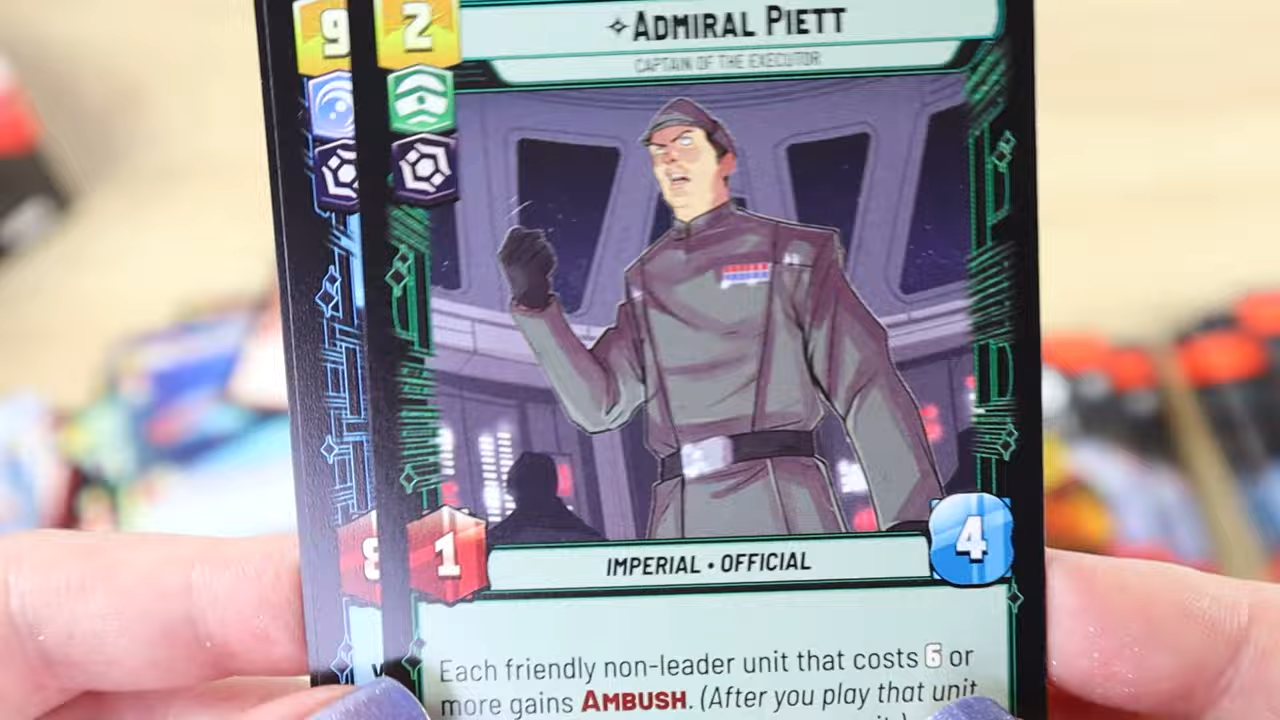 9
2
ADMIRAL PIETT
CAPTAIN OF THE EXECUTOR
8
1
4
IMPERIAL • OFFICIAL
Each friendly non-leader unit that costs 6 or
more gains AMBUSH. (After you play that unit